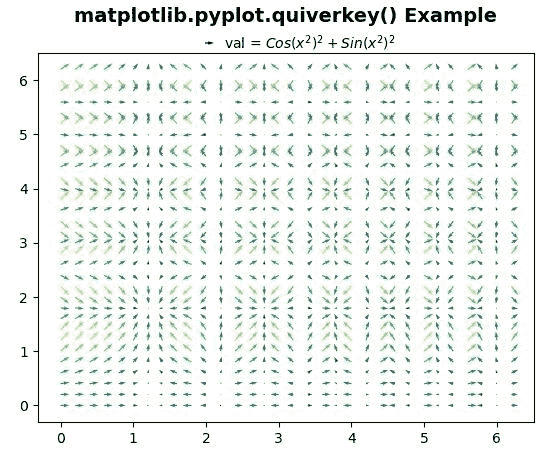 matplotlib.pyplot.quiverkey() Example
val = Cos(x²)² + Sin(x²)²
6
5
4
3
2
1
0
0 1 2 3 4 5 6